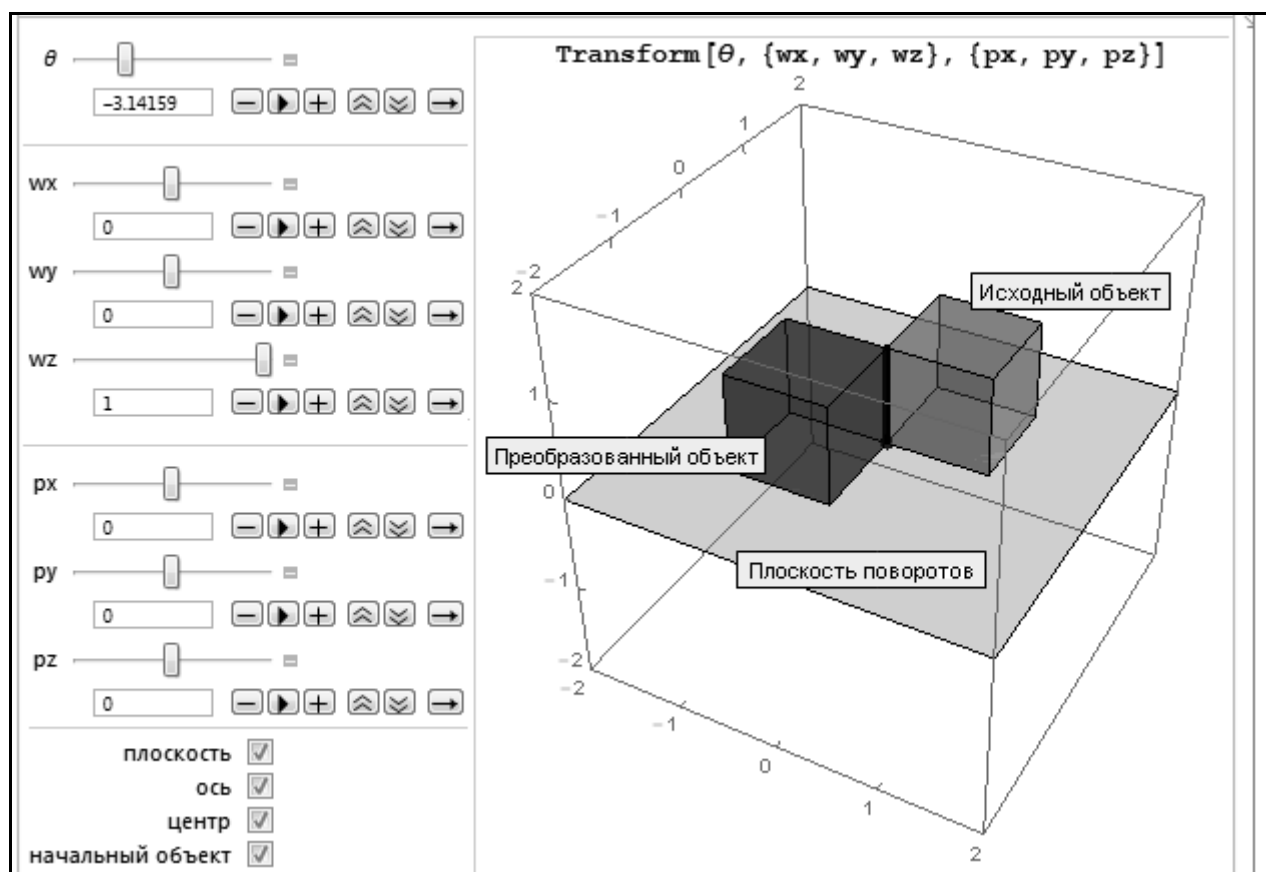 θ
-3.14159
wx
0
wy
0
wz
1
px
0
py
0
pz
0
плоскость
ось
центр
начальный объект
Transform[θ, {wx, wy, wz}, {px, py, pz}]
2
1
0
-1
-2
2
1
0
-1
-2
-2
-1
0
1
2
Исходный объект
Преобразованный объект
Плоскость поворотов